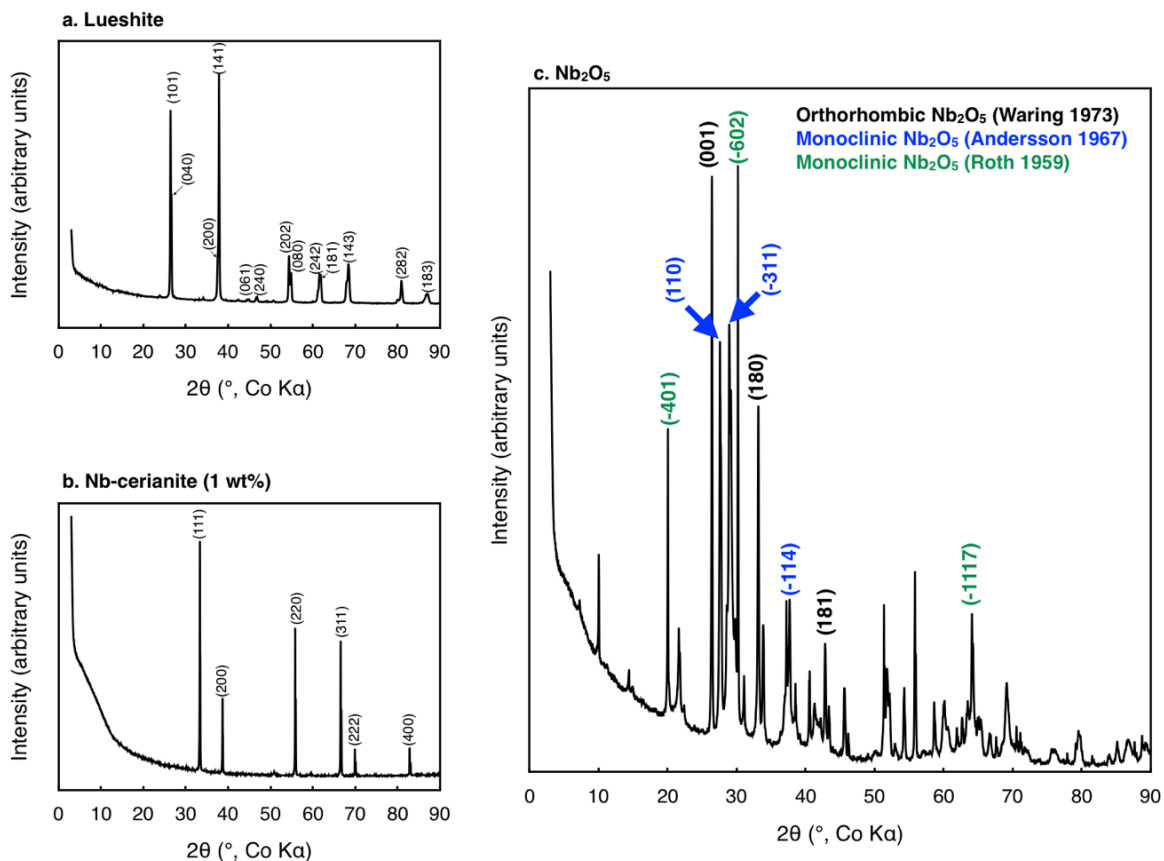 a. Lueshite
Intensity (arbitrary units)
(101)
(040)
(200)
(141)
(061)
(240)
(202)
(080)
(242)
(181)
(143)
(282)
(183)
0 10 20 30 40 50 60 70 80 90
2θ (°, Co Kα)
b. Nb-cerianite (1 wt%)
Intensity (arbitrary units)
(111)
(200)
(220)
(311)
(222)
(400)
0 10 20 30 40 50 60 70 80 90
2θ (°, Co Kα)
c. Nb₂O₅
Orthorhombic Nb₂O₅ (Waring 1973)
Monoclinic Nb₂O₅ (Andersson 1967)
Monoclinic Nb₂O₅ (Roth 1959)
Intensity (arbitrary units)
(-401)
(001)
(110)
(-602)
(-311)
(180)
(-114)
(181)
(-1117)
0 10 20 30 40 50 60 70 80 90
2θ (°, Co Kα)